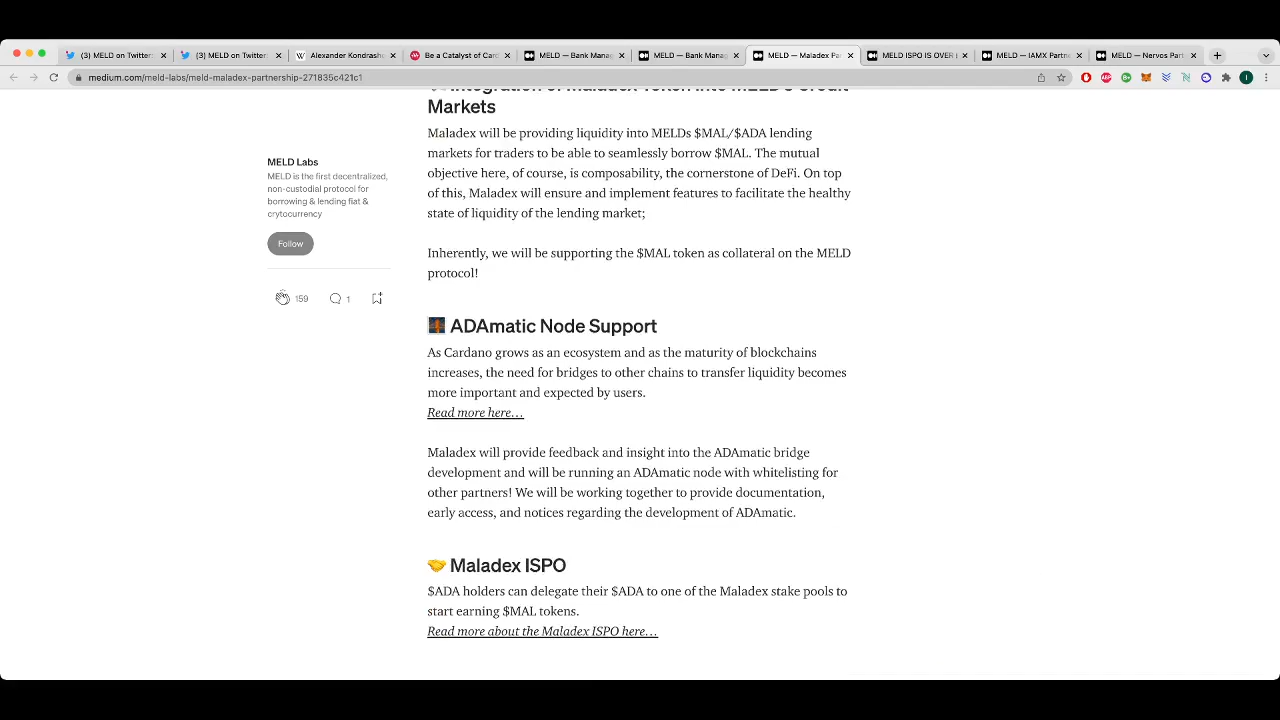 (3) MELD on Twitter:
(3) MELD on Twitter:
Alexander Kondrasho
Be a Catalyst of Card
MELD — Bank Manag
MELD — Bank Manag
MELD — Maladex Pa
MELD ISPO IS OVER |
MELD — IAMX Partn
MELD — Nervos Part
medium.com/meld-labs/meld-maladex-partnership-271835c421c1
Integration of Maladex Token into MELD's Credit
Markets
Maladex will be providing liquidity into MELDs $MAL/$ADA lending
markets for traders to be able to seamlessly borrow $MAL. The mutual
objective here, of course, is composability, the cornerstone of DeFi. On top
of this, Maladex will ensure and implement features to facilitate the healthy
state of liquidity of the lending market;
Inherently, we will be supporting the $MAL token as collateral on the MELD
protocol!
MELD Labs
MELD is the first decentralized,
non-custodial protocol for
borrowing & lending fiat &
crytocurrency
Follow
159
1
ADAmatic Node Support
As Cardano grows as an ecosystem and as the maturity of blockchains
increases, the need for bridges to other chains to transfer liquidity becomes
more important and expected by users.
Read more here…
Maladex will provide feedback and insight into the ADAmatic bridge
development and will be running an ADAmatic node with whitelisting for
other partners! We will be working together to provide documentation,
early access, and notices regarding the development of ADAmatic.
Maladex ISPO
$ADA holders can delegate their $ADA to one of the Maladex stake pools to
start earning $MAL tokens.
Read more about the Maladex ISPO here…